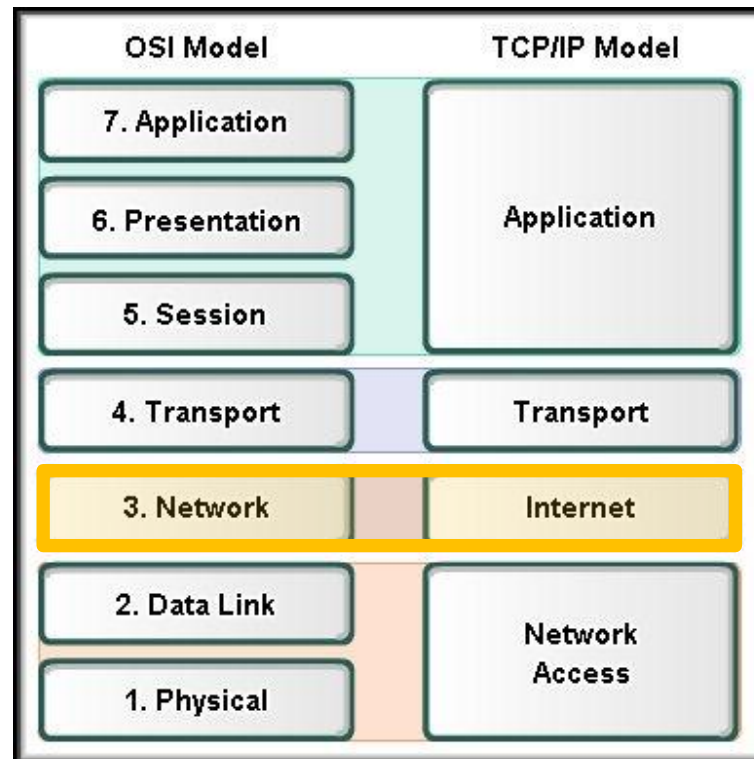 OSI Model
TCP/IP Model
7. Application
6. Presentation
Application
5. Session
4. Transport
Transport
3. Network
Internet
2. Data Link
Network
Access
1. Physical